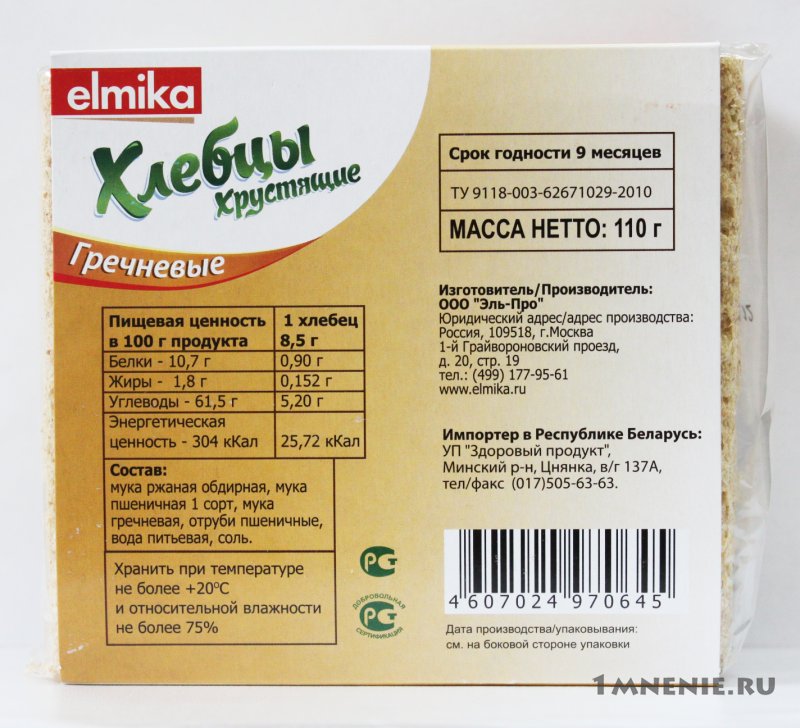 elmika
Хлебцы
хрустящие
Гречневые
Срок годности 9 месяцев
ТУ 9118-003-62671029-2010
МАССА НЕТТО: 110 г
Изготовитель/Производитель:
ООО "Эль-Про"
Юридический адрес/адрес производства:
Россия, 109518, г.Москва
1-й Грайвороновский проезд,
д. 20, стр. 19
тел.: (499) 177-95-61
www.elmika.ru
Импортер в Республике Беларусь:
УП "Здоровый продукт",
Минский р-н, Цнянка, в/г 137А,
тел/факс (017)505-63-63.
Пищевая ценность 1 хлебец
в 100 г продукта 8,5 г
Белки - 10,7 г 0,90 г
Жиры - 1,8 г 0,152 г
Углеводы - 61,5 г 5,20 г
Энергетическая
ценность - 304 кКал 25,72 кКал
Состав:
мука ржаная обдирная, мука
пшеничная 1 сорт, мука
гречневая, отруби пшеничные,
вода питьевая, соль.
Хранить при температуре
не более +20°С
и относительной влажности
не более 75%
РСТ
ДОБРОВОЛЬНАЯ
РСТ
СЕРТИФИКАЦИЯ
4607024970645
Дата производства/упаковывания:
см. на боковой стороне упаковки
1MNENIE.RU